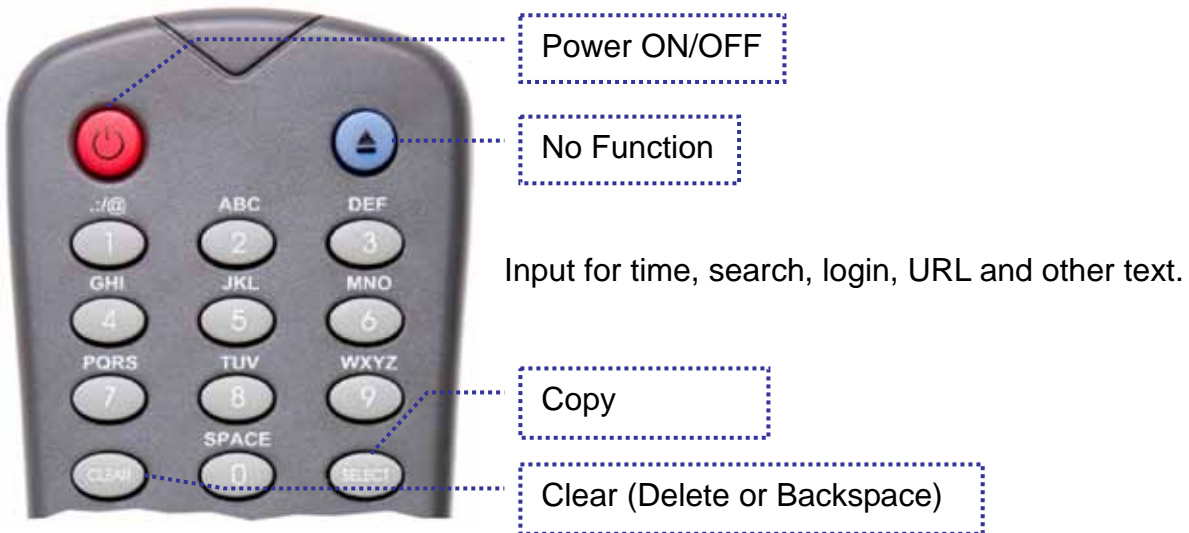 Power ON/OFF
No Function
.:/@ ABC DEF
1 2 3
Input for time, search, login, URL and other text.
GHI JKL MNO
4 5 6
PQRS TUV WXYZ
7 8 9
Copy
SPACE
CLEAR 0 SELECT
Clear (Delete or Backspace)